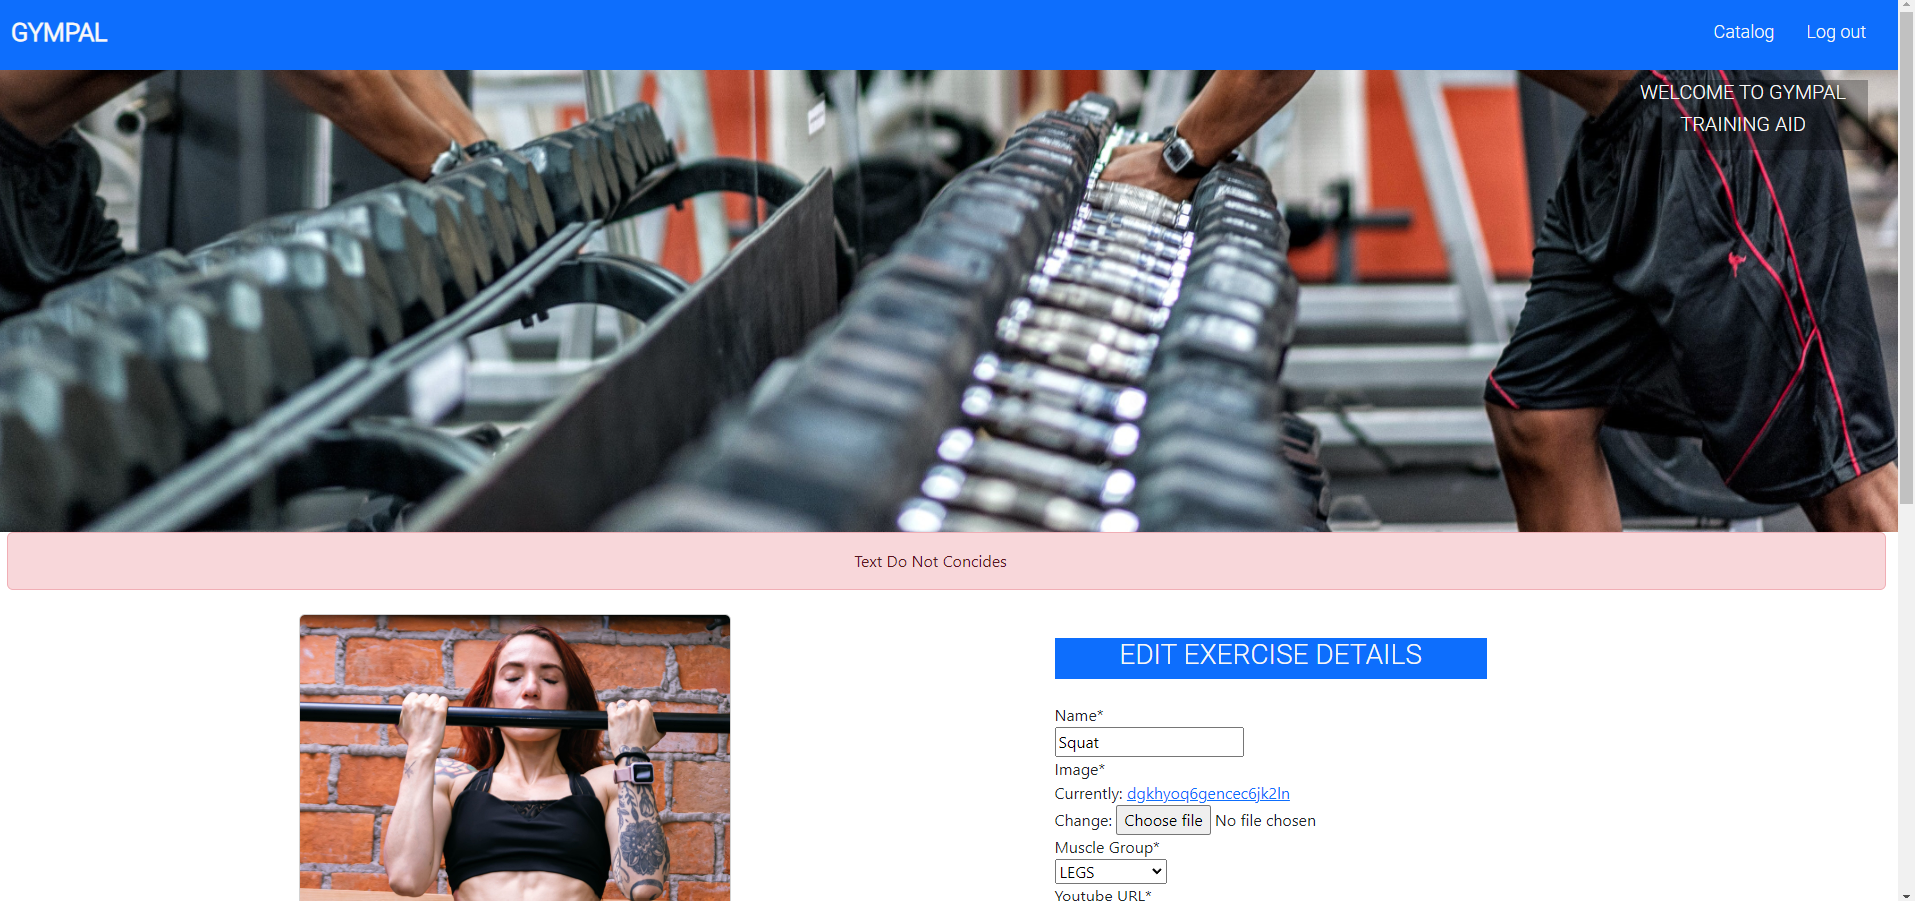 GYMPAL
Catalog
Log out
WELCOME TO GYMPAL
TRAINING AID
Text Do Not Concides
EDIT EXERCISE DETAILS
Name*
Squat
Image*
Currently: dgkhyoq6gencec6jk2ln
Change: Choose file No file chosen
Muscle Group*
LEGS
Youtube URL*